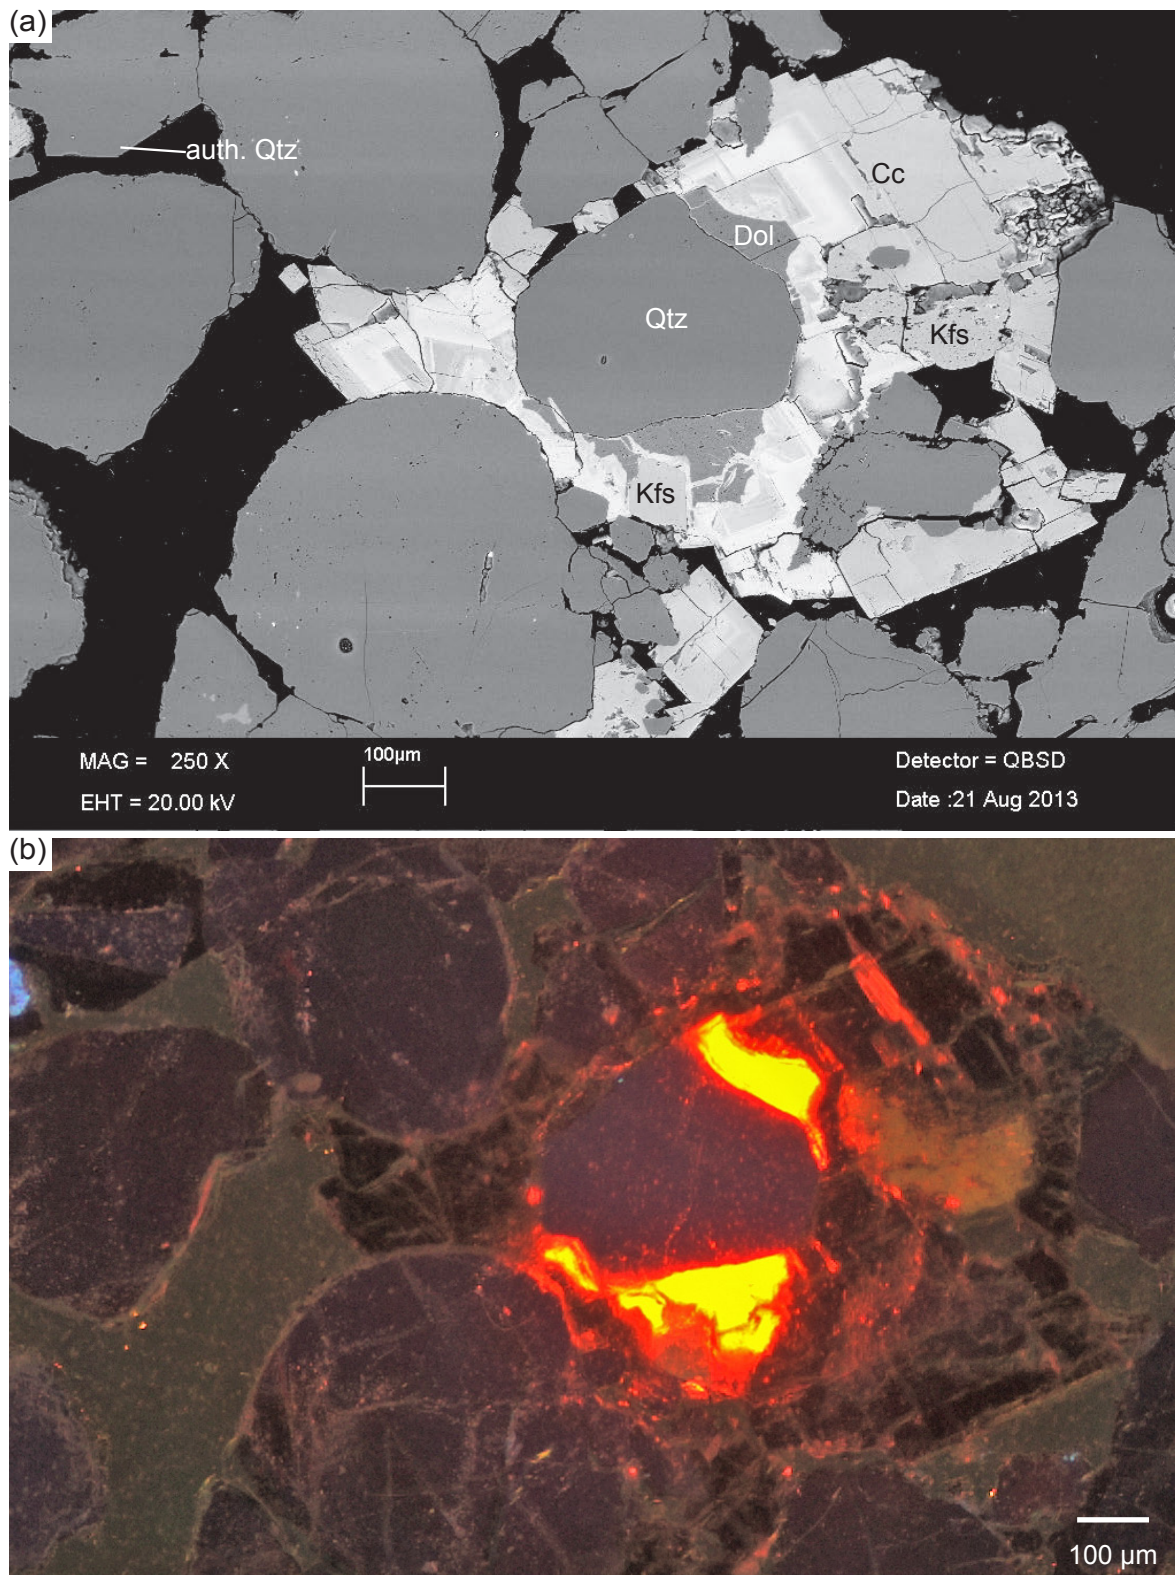 (a)
auth. Qtz
Cc
Dol
Qtz
Kfs
Kfs
MAG = 250 X
100µm
Detector = QBSD
EHT = 20.00 kV
Date :21 Aug 2013
(b)
100 µm